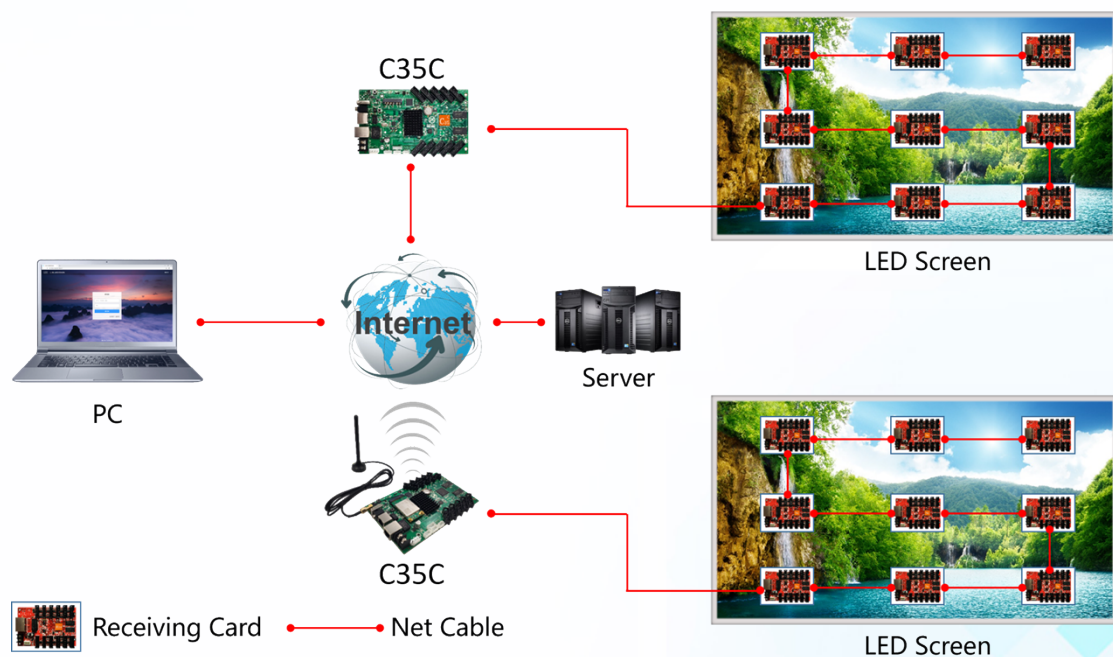 C35C
LED Screen
Internet
PC
Server
C35C
Receiving Card
Net Cable
LED Screen